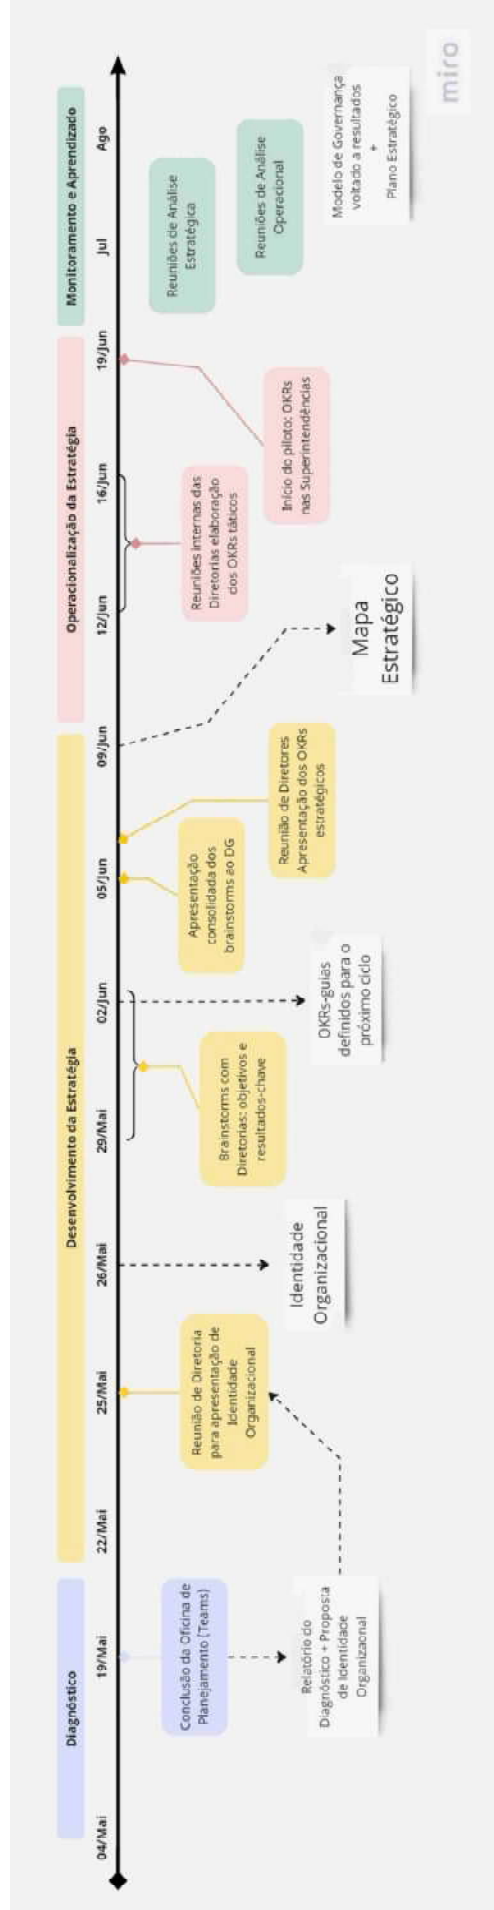 Diagnóstico
Desenvolvimento da Estratégia
Operacionalização da Estratégia
Monitoramento e Aprendizado
04/Mai
19/Mai
22/Mai
25/Mai
26/Mai
29/Mai
02/Jun
05/Jun
09/Jun
12/Jun
16/Jun
19/Jun
Jul
Ago
Conclusão da Oficina de
Planejamento (Teams)
Relatório do
Diagnóstico + Proposta
de Identidade
Organizaonal
Reunião de Diretoria
para apresentação de
Identidade
Organizacional
Identidade
Organizacional
Brainstorms com
Diretorias: objetivos e
resultados-chave
OKRs-guias
definidos para o
próximo ciclo
Apresentação
consolidada dos
brainstorms ao DG
Reunião de Diretores
Apresentação dos OKRs
estratégicos
Mapa
Estratégico
Reuniões internas das
Diretorias elaboração
dos OKRs táticos
Início do piloto: OKRs
nas Superintendências
Reuniões de Análise
Estratégica
Reuniões de Análise
Operacional
Modelo de Governança
voltado a resultados
+
Plano Estratégico
miro